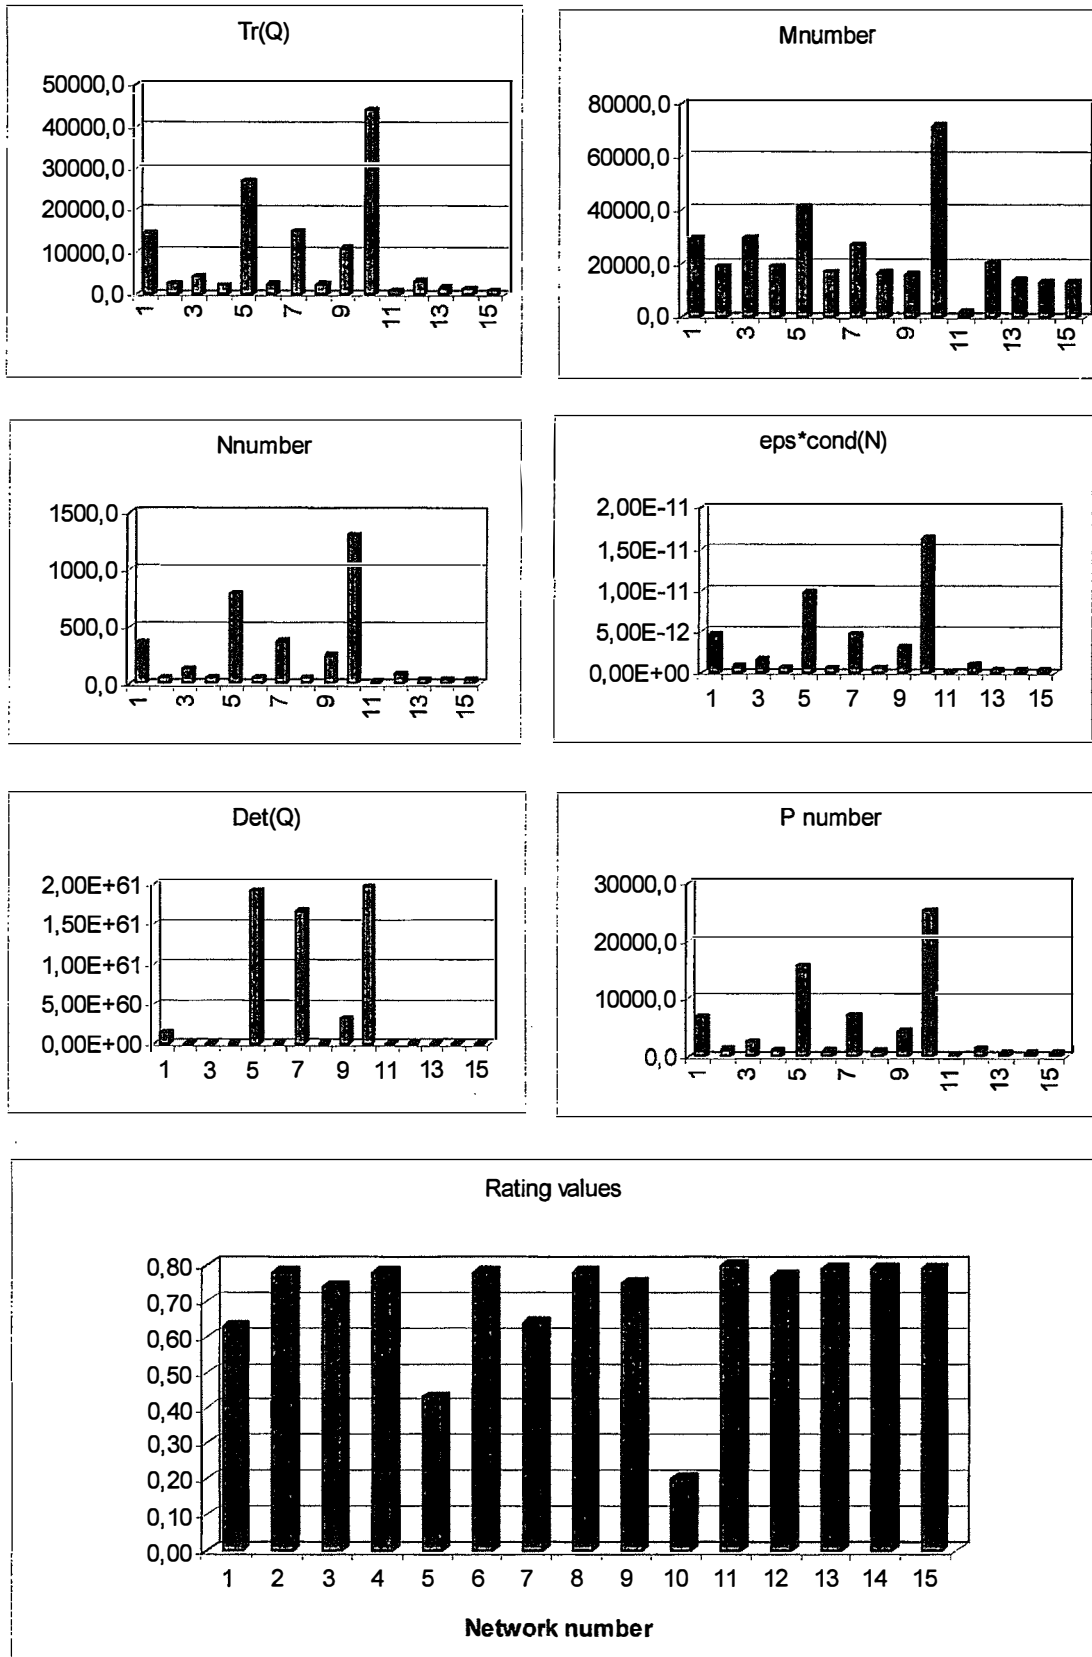 Tr(Q)
50000,0
40000,0
30000,0
20000,0
10000,0
0,0
1 3 5 7 9 11 13 15
Mnumber
80000,0
60000,0
40000,0
20000,0
0,0
1 3 5 7 9 11 13 15
Nnumber
1500,0
1000,0
500,0
0,0
1 3 5 7 9 11 13 15
eps*cond(N)
2,00E-11
1,50E-11
1,00E-11
5,00E-12
0,00E+00
1 3 5 7 9 11 13 15
Det(Q)
2,00E+61
1,50E+61
1,00E+61
5,00E+60
0,00E+00
1 3 5 7 9 11 13 15
P number
30000,0
20000,0
10000,0
0,0
1 3 5 7 9 11 13 15
Rating values
0,80
0,70
0,60
0,50
0,40
0,30
0,20
0,10
0,00
1 2 3 4 5 6 7 8 9 10 11 12 13 14 15
Network number